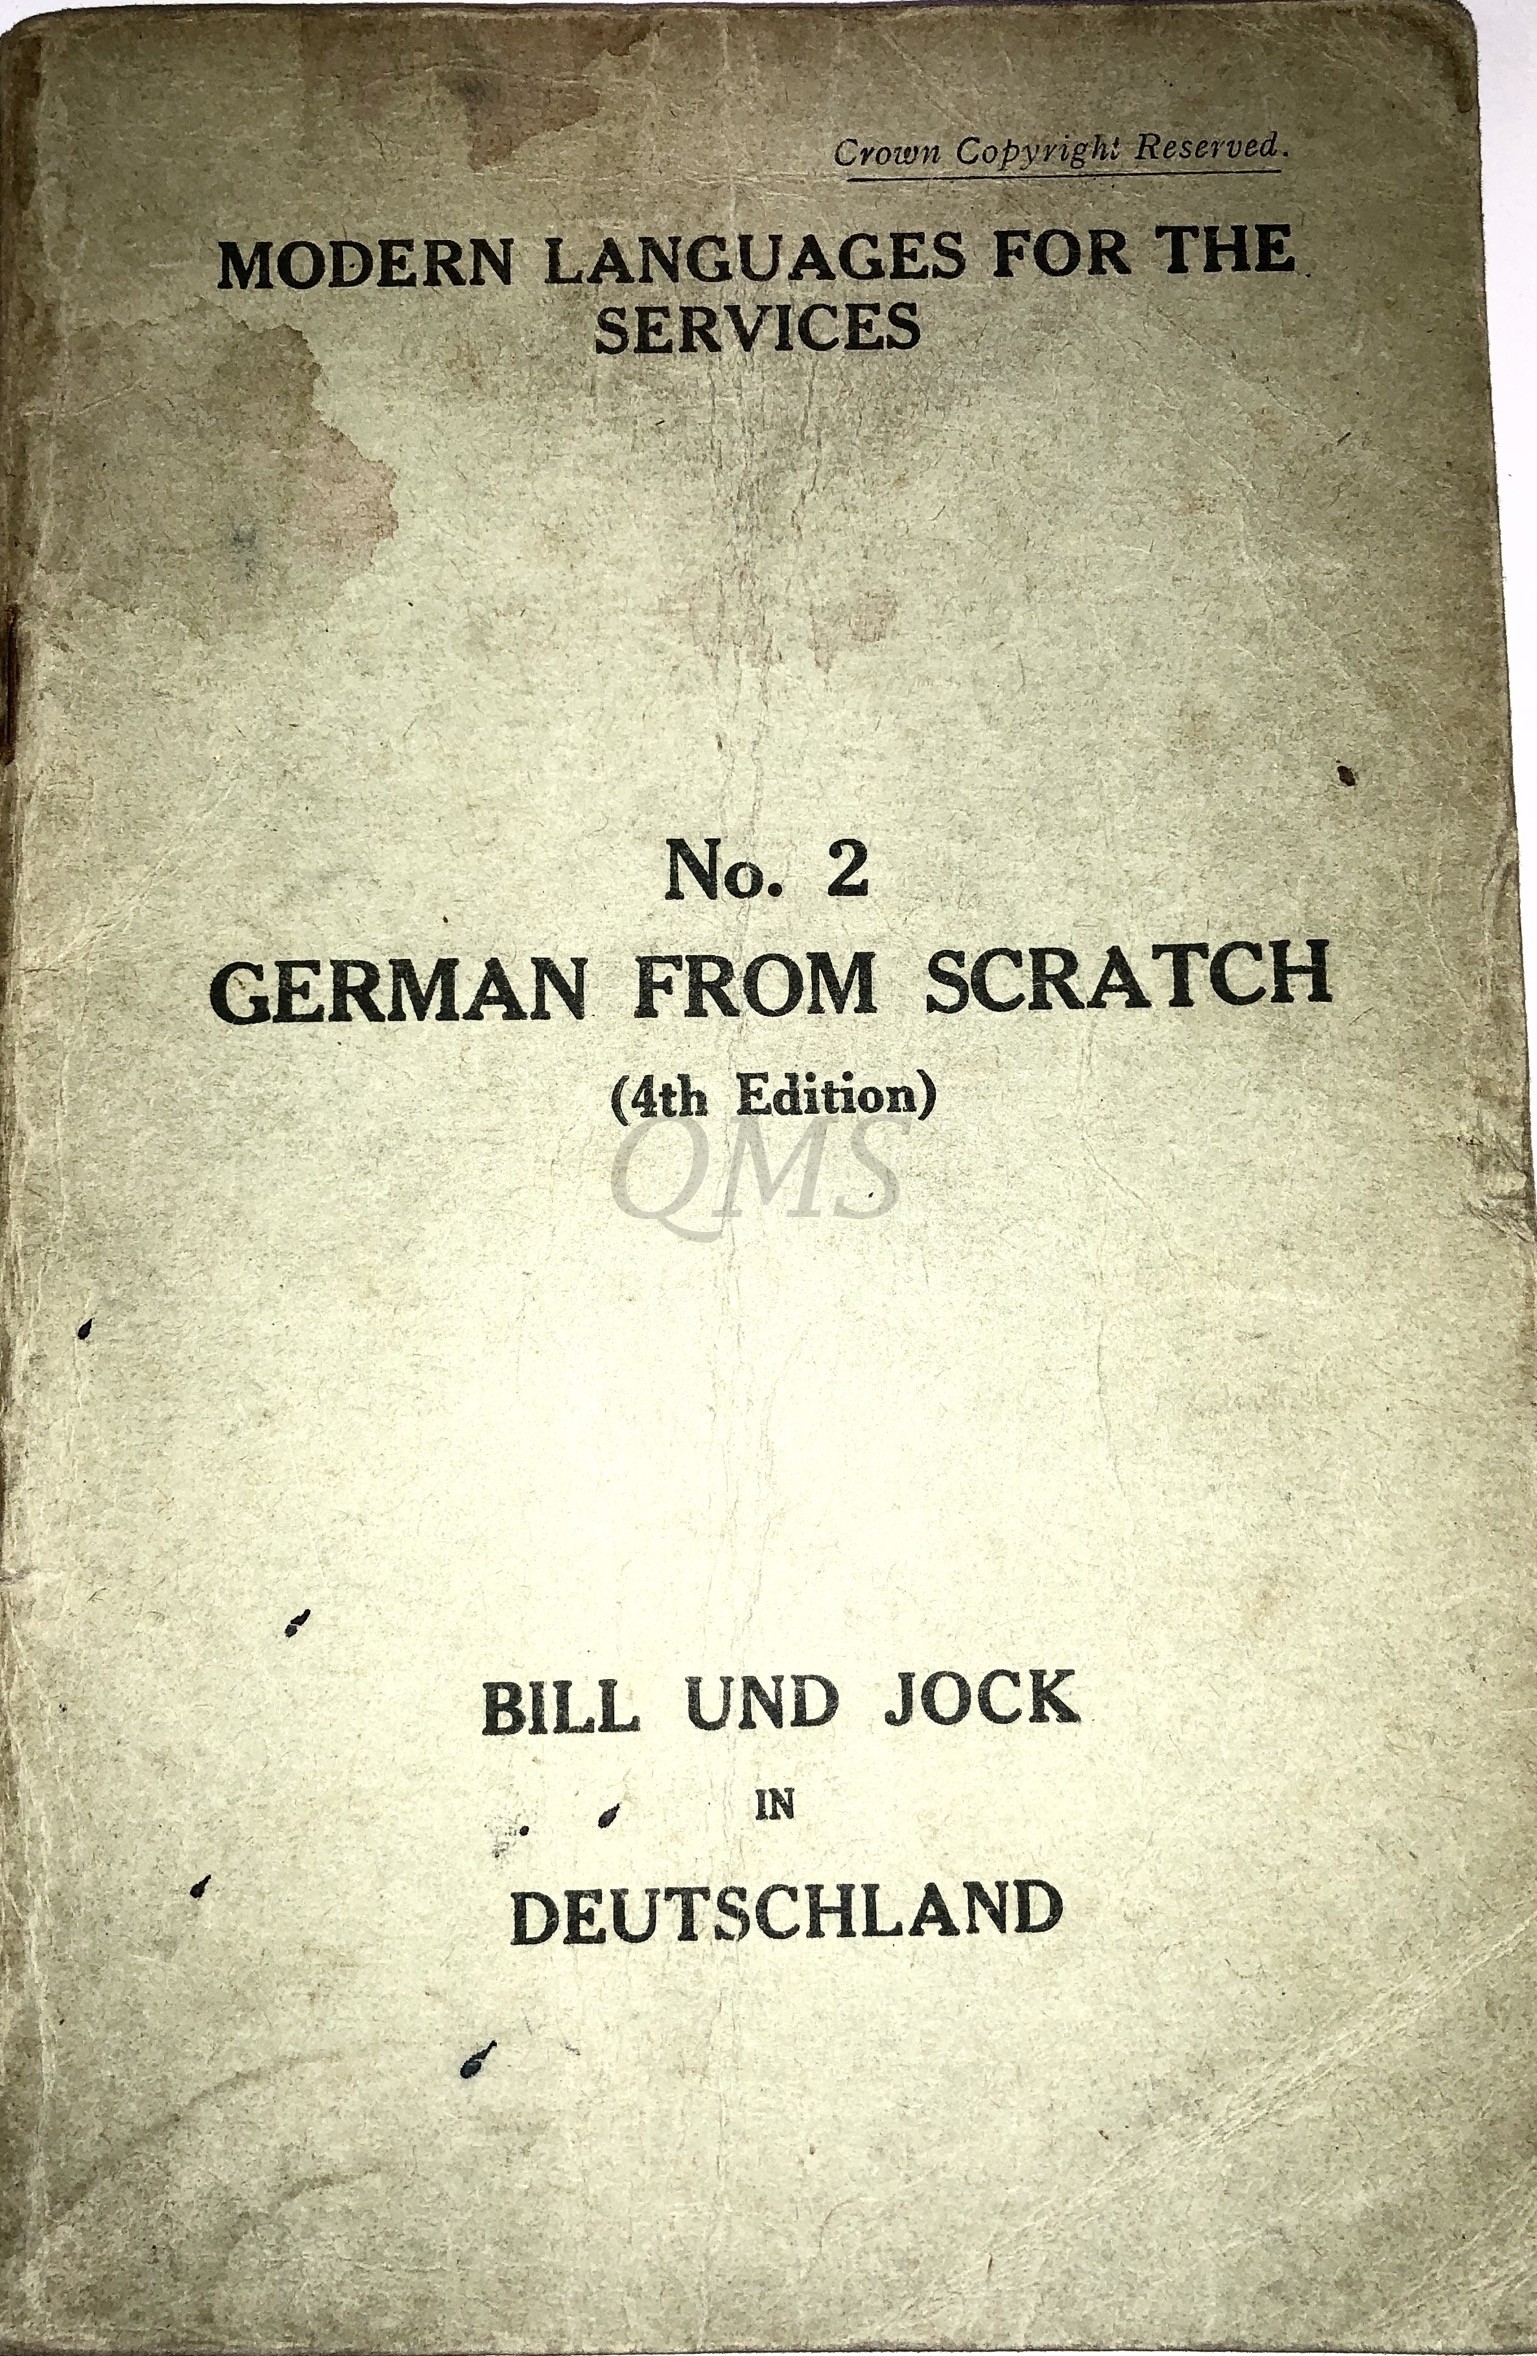 Crown Copyright Reserved.
MODERN LANGUAGES FOR THE
SERVICES
No. 2
GERMAN FROM SCRATCH
(4th Edition)
QMS
BILL UND JOCK
IN
DEUTSCHLAND